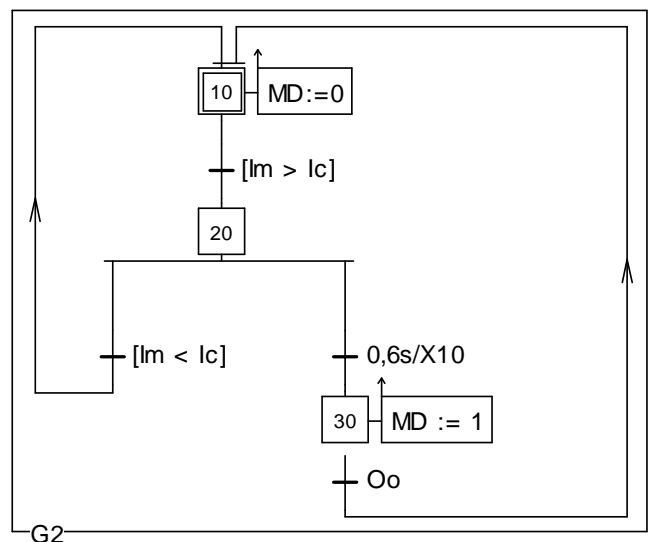 10
MD:=0
[Im > Ic]
20
[Im < Ic]
0,6s/X10
30
MD := 1
Oo
G2